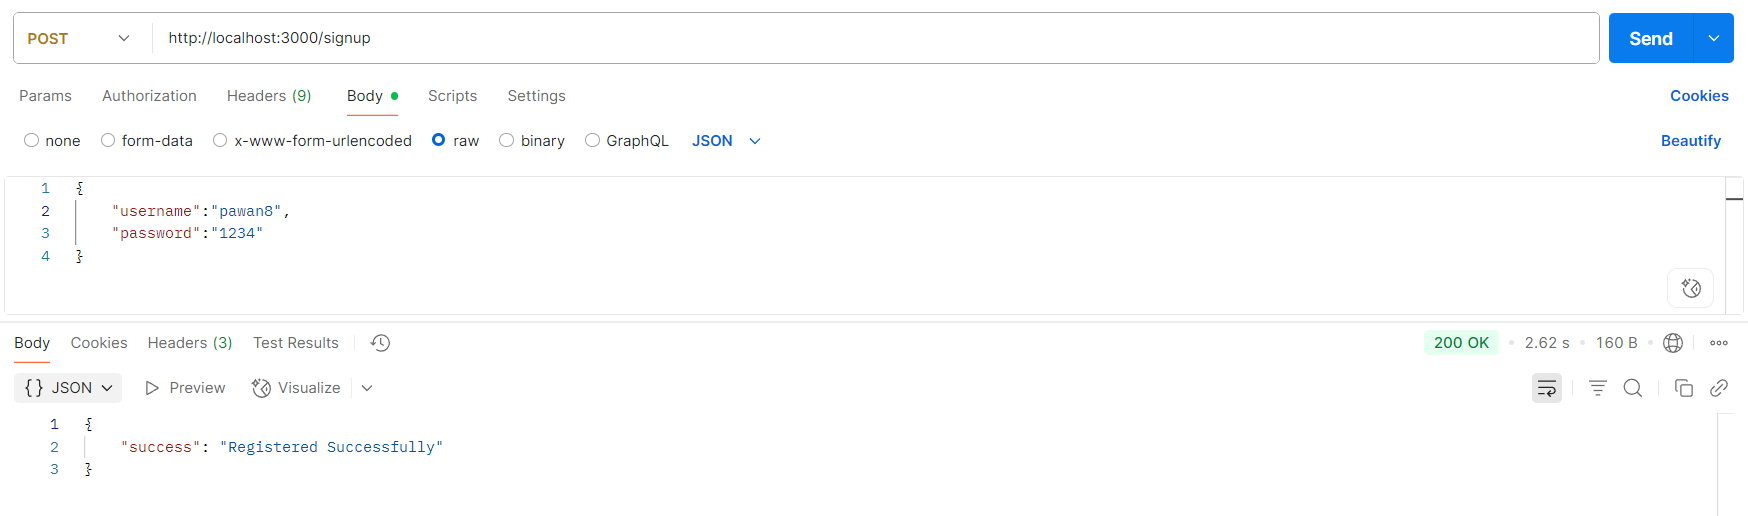 POST http://localhost:3000/signup Send
Params Authorization Headers (9) Body Scripts Settings Cookies
none form-data x-www-form-urlencoded raw binary GraphQL JSON Beautify
1 {
2 "username":"pawan8",
3 "password":"1234"
4 }
Body Cookies Headers (3) Test Results 200 OK 2.62 s 160 B
{} JSON Preview Visualize
1 {
2 "success": "Registered Successfully"
3 }